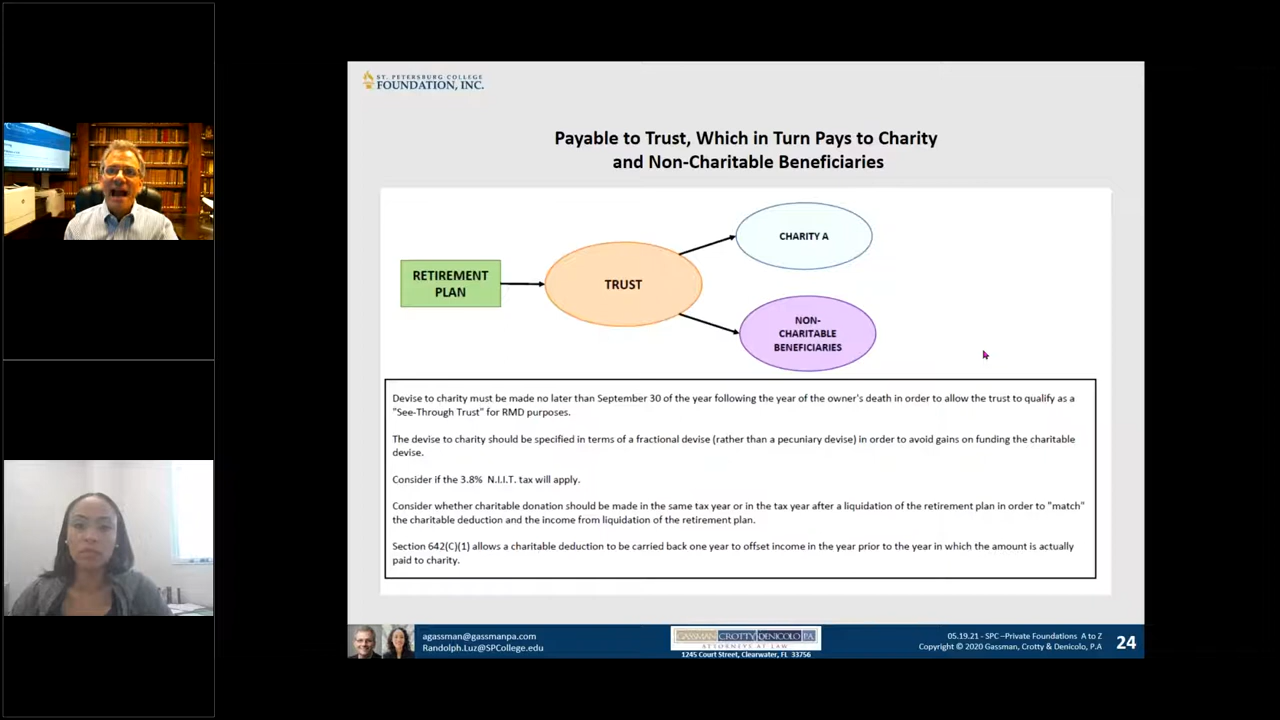 ST. PETERSBURG COLLEGE
FOUNDATION, INC.
Payable to Trust, Which in Turn Pays to Charity
and Non-Charitable Beneficiaries
RETIREMENT
PLAN
TRUST
CHARITY A
NON-
CHARITABLE
BENEFICIARIES
Devise to charity must be made no later than September 30 of the year following the year of the owner's death in order to allow the trust to qualify as a
"See-Through Trust" for RMD purposes.
The devise to charity should be specified in terms of a fractional devise (rather than a pecuniary devise) in order to avoid gains on funding the charitable
devise.
Consider if the 3.8% N.I.I.T. tax will apply.
Consider whether charitable donation should be made in the same tax year or in the tax year after a liquidation of the retirement plan in order to "match"
the charitable deduction and the income from liquidation of the retirement plan.
Section 642(C)(1) allows a charitable deduction to be carried back one year to offset income in the year prior to the year in which the amount is actually
paid to charity.
agassman@gassmanpa.com
Randolph.Luz@SPCollege.edu
GASSMAN CROTTY DENICOLO PA
ATTORNEYS AT LAW
1245 Court Street, Clearwater, FL 33756
05.19.21 - SPC –Private Foundations A to Z
Copyright © 2020 Gassman, Crotty & Denicolo, P.A
24